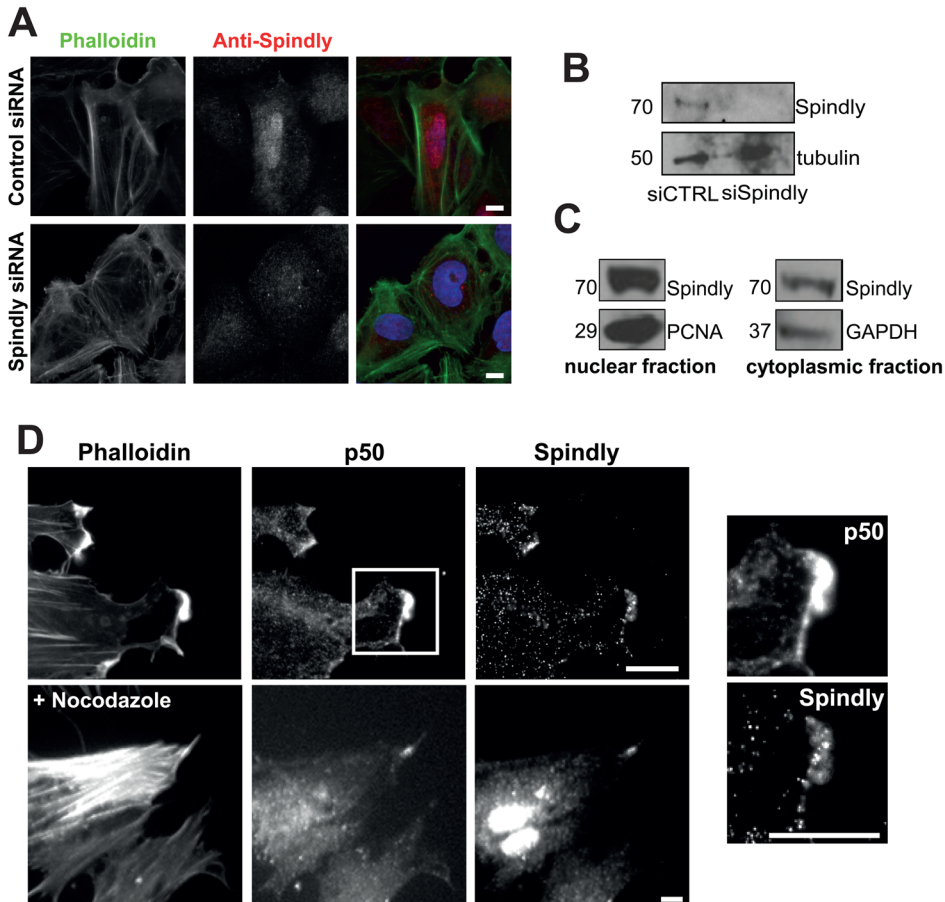 A
Phalloidin Anti-Spindly
Control siRNA
Spindly siRNA
B
70 Spindly
50 tubulin
siCTRL siSpindly
C
70 Spindly 70 Spindly
29 PCNA 37 GAPDH
nuclear fraction cytoplasmic fraction
D
Phalloidin p50 Spindly
p50
+ Nocodazole
Spindly